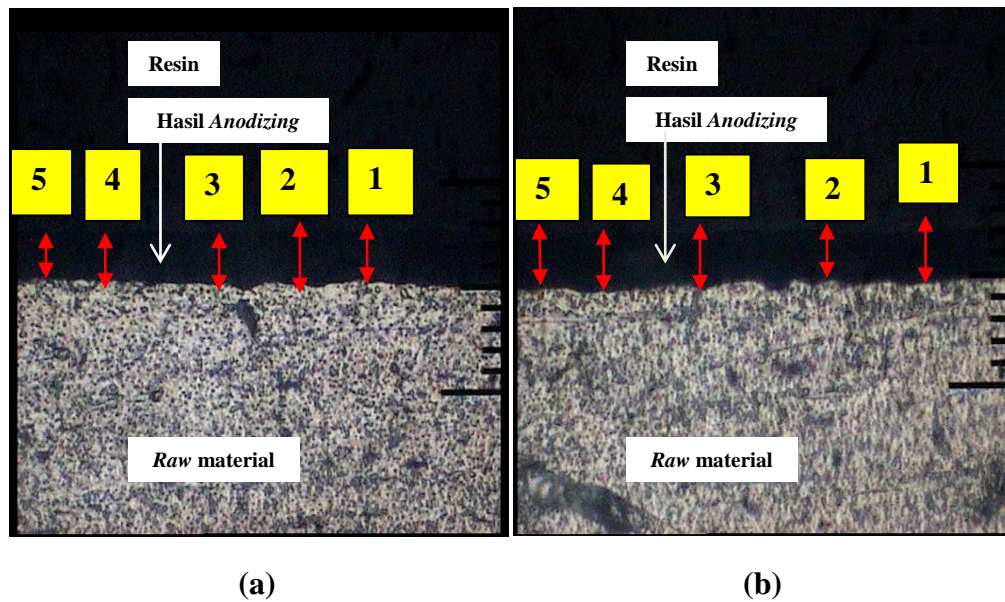 Resin
Hasil Anodizing
5 4 3 2 1
Raw material
(a)
Resin
Hasil Anodizing
5 4 3 2 1
Raw material
(b)